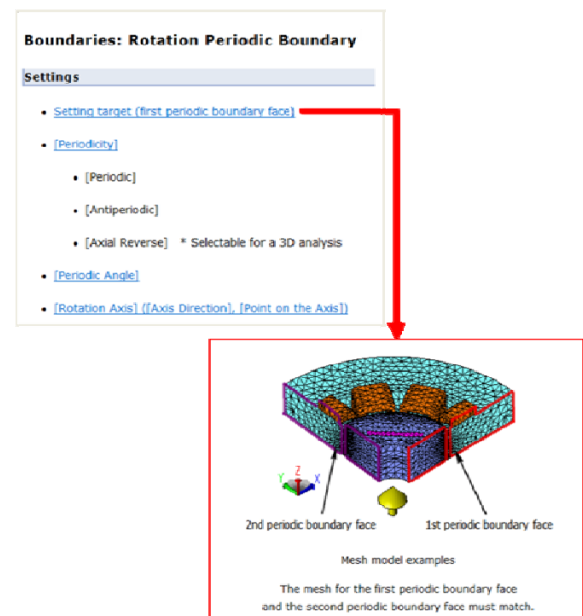 Boundaries: Rotation Periodic Boundary
Settings
Setting target (first periodic boundary face)
[Periodicity]
[Periodic]
[Antiperiodic]
[Axial Reverse] * Selectable for a 3D analysis
[Periodic Angle]
[Rotation Axis] ([Axis Direction], [Point on the Axis])
Z
Y X
2nd periodic boundary face 1st periodic boundary face
Mesh model examples
The mesh for the first periodic boundary face
and the second periodic boundary face must match.